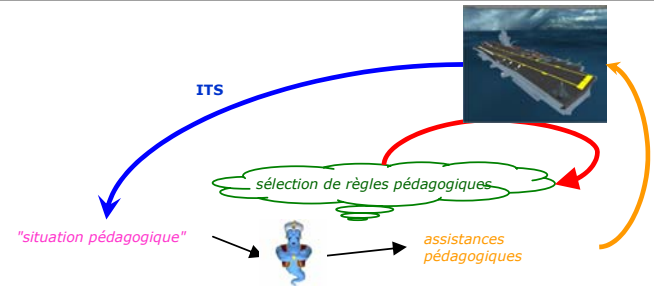 ITS
sélection de règles pédagogiques
"situation pédagogique"
assistances
pédagogiques